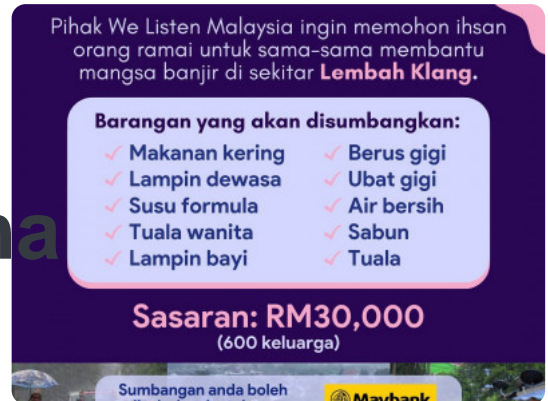 Pihak We Listen Malaysia ingin memohon ihsan
orang ramai untuk sama-sama membantu
mangsa banjir di sekitar Lembah Klang.
Barangan yang akan disumbangkan:
Makanan kering
Lampin dewasa
Susu formula
Tuala wanita
Lampin bayi
Berus gigi
Ubat gigi
Air bersih
Sabun
Tuala
Sasaran: RM30,000
(600 keluarga)
Sumbangan anda boleh
Maybank